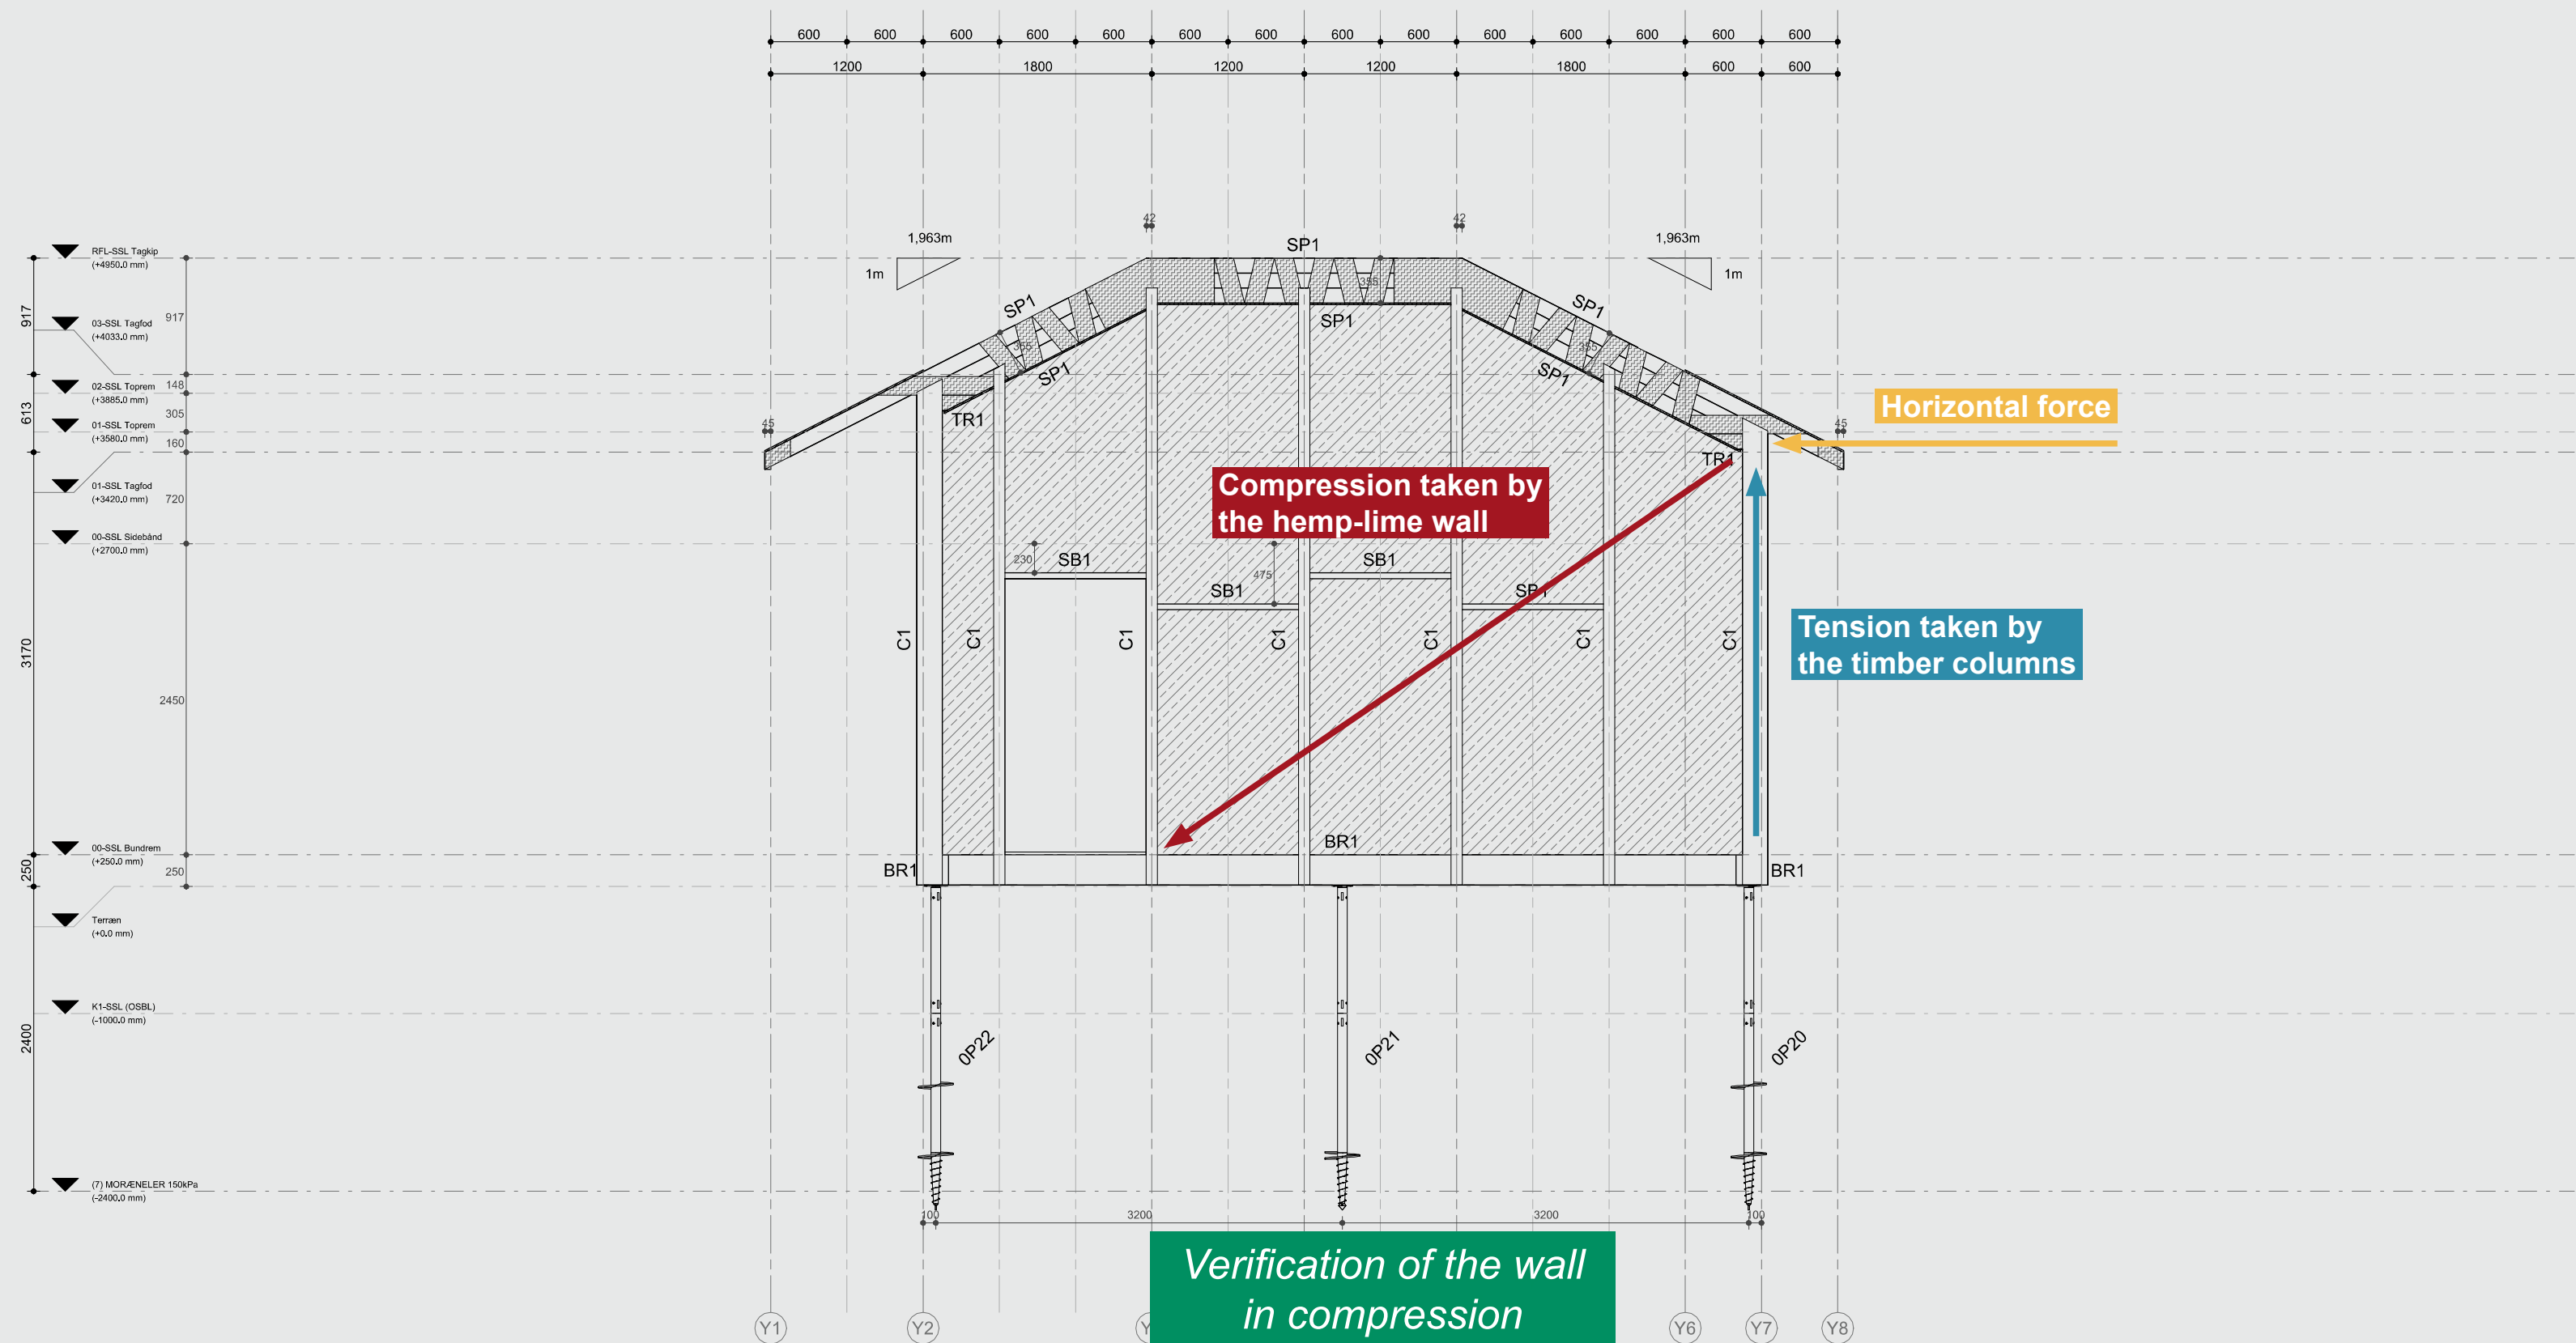 600 600 600 600 600 600 600 600 600 600 600 600 600 600
1200 1800 1200 1200 1800 600 600
42 42
1,963m SP1 1,963m
1m 1m
RFL-SSL Tagkip
(+4950.0 mm)
917
917
355
SP1 SP1
SP1
03-SSL Tagfod
(+4033.0 mm)
355 355
SP1 SP1
02-SSL Toprem
(+3885.0 mm)
148
613
305
TR1
Horizontal force
01-SSL Toprem
(+3580.0 mm)
45 45
160
TR1
01-SSL Tagfod
(+3420.0 mm)
720
Compression taken by
the hemp-lime wall
00-SSL Sidebånd
(+2700.0 mm)
230 SB1 475 SB1
SB1
C1 C1 C1 C1 C1 C1 C1
Tension taken by
the timber columns
3170
2450
00-SSL Bundrem
(+250.0 mm)
BR1
250
250
BR1 BR1
Terræn
(+0.0 mm)
K1-SSL (OSBL)
(-1000.0 mm)
2400
0P22 0P21 0P20
(7) MORÆNELER 150kPa
(-2400.0 mm)
100 3200 3200 100
Verification of the wall
in compression
Y1 Y2 Y6 Y7 Y8